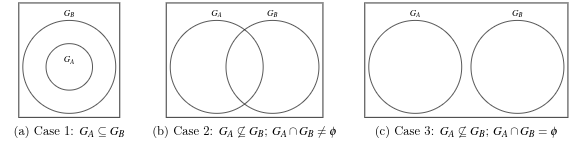 G_B
G_A
G_A G_B
G_A G_B
(a) Case 1: G_A ⊆ G_B
(b) Case 2: G_A ⊈ G_B; G_A ∩ G_B ≠ ϕ
(c) Case 3: G_A ⊈ G_B; G_A ∩ G_B = ϕ